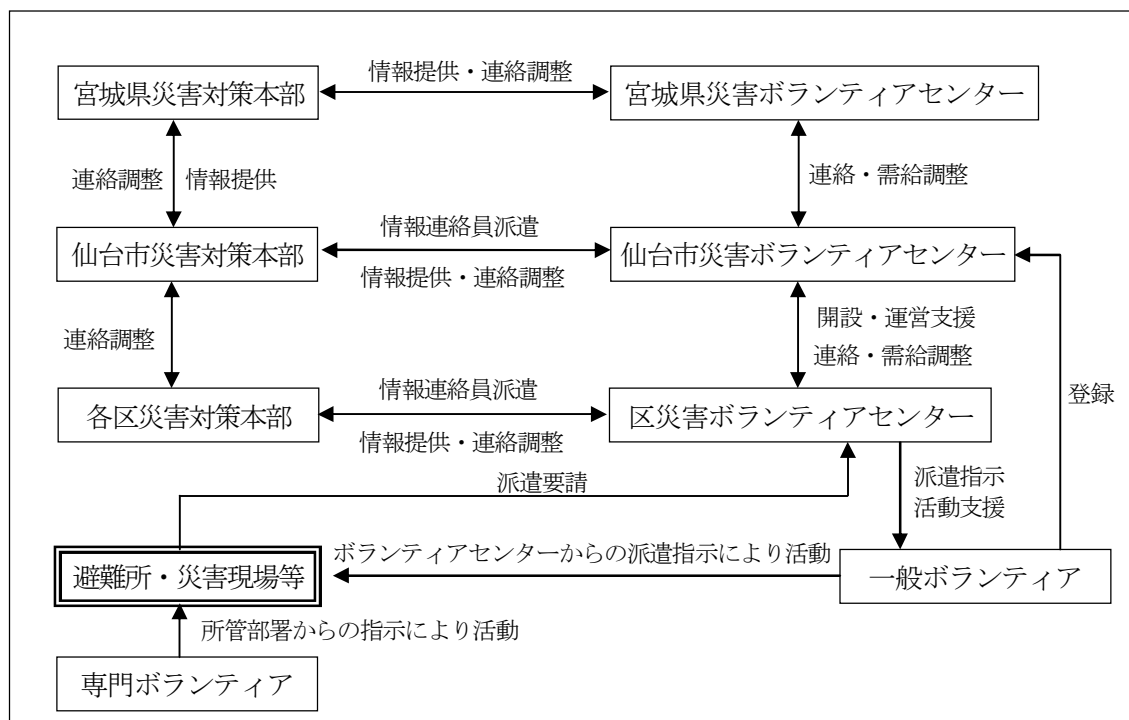 情報提供・連絡調整
宮城県災害対策本部
宮城県災害ボランティアセンター
連絡調整
情報提供
連絡・需給調整
情報連絡員派遣
仙台市災害対策本部
仙台市災害ボランティアセンター
情報提供・連絡調整
開設・運営支援
連絡調整
連絡・需給調整
情報連絡員派遣
登録
各区災害対策本部
区災害ボランティアセンター
情報提供・連絡調整
派遣要請
派遣指示
活動支援
ボランティアセンターからの派遣指示により活動
避難所・災害現場等
一般ボランティア
所管部署からの指示により活動
専門ボランティア